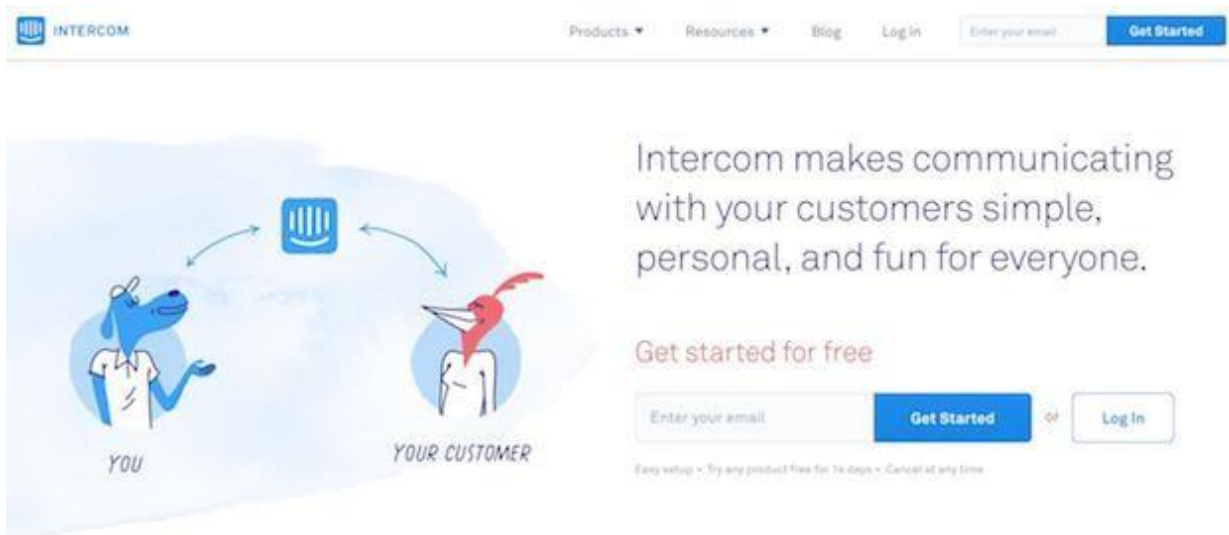 INTERCOM
Products Resources Blog Log in Enter your email Get Started
Intercom makes communicating
with your customers simple,
personal, and fun for everyone.
Get started for free
Enter your email Get Started or Log In
Easy setup • Try any product free for 14 days • Cancel at any time
YOU
YOUR CUSTOMER